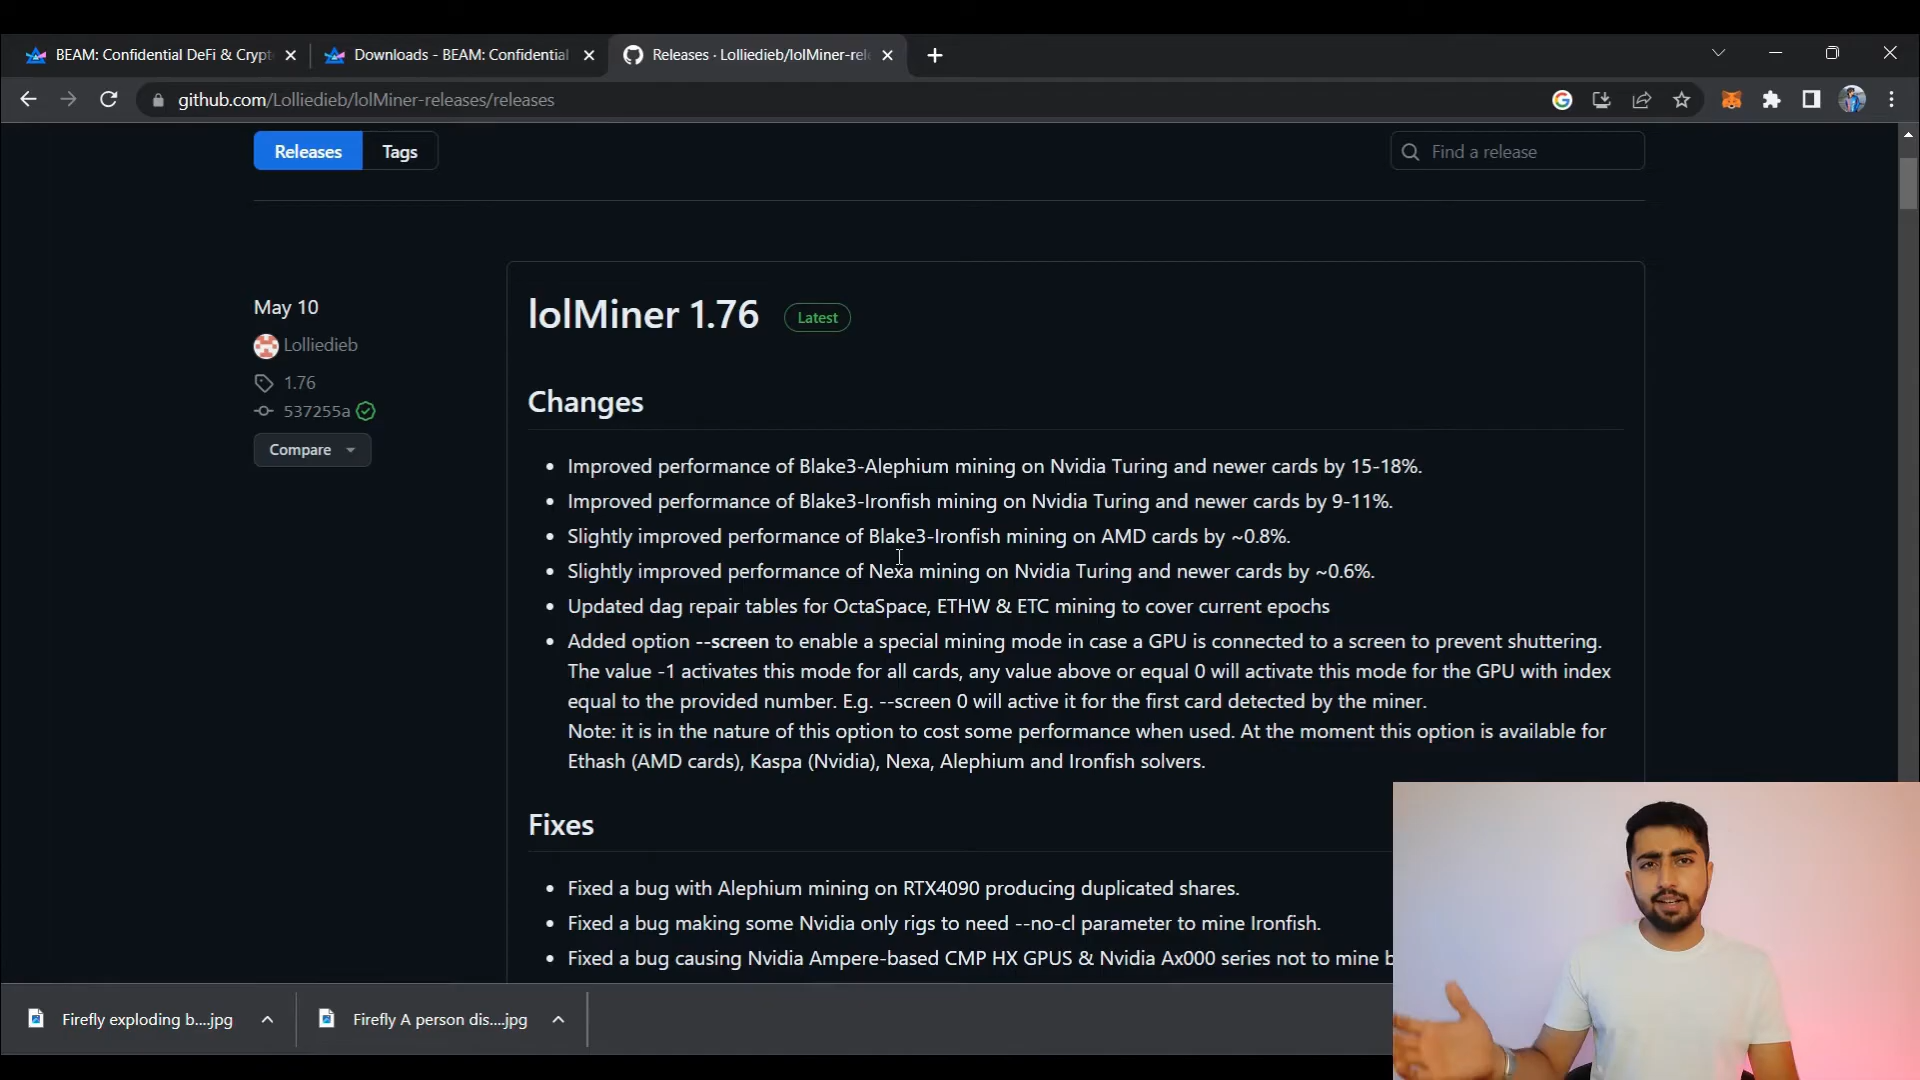 BEAM: Confidential DeFi & Crypt
Downloads - BEAM: Confidential
Releases · Lolliedieb/lolMiner-rel
github.com/Lolliedieb/lolMiner-releases/releases
Releases
Tags
Find a release
May 10
Lolliedieb
1.76
537255a
Compare
lolMiner 1.76
Latest
Changes
• Improved performance of Blake3-Alephium mining on Nvidia Turing and newer cards by 15-18%.
• Improved performance of Blake3-Ironfish mining on Nvidia Turing and newer cards by 9-11%.
• Slightly improved performance of Blake3-Ironfish mining on AMD cards by ~0.8%.
• Slightly improved performance of Nexa mining on Nvidia Turing and newer cards by ~0.6%.
• Updated dag repair tables for OctaSpace, ETHW & ETC mining to cover current epochs
• Added option --screen to enable a special mining mode in case a GPU is connected to a screen to prevent shuttering.
The value -1 activates this mode for all cards, any value above or equal 0 will activate this mode for the GPU with index
equal to the provided number. E.g. --screen 0 will active it for the first card detected by the miner.
Note: it is in the nature of this option to cost some performance when used. At the moment this option is available for
Ethash (AMD cards), Kaspa (Nvidia), Nexa, Alephium and Ironfish solvers.
Fixes
• Fixed a bug with Alephium mining on RTX4090 producing duplicated shares.
• Fixed a bug making some Nvidia only rigs to need --no-cl parameter to mine Ironfish.
• Fixed a bug causing Nvidia Ampere-based CMP HX GPUS & Nvidia Ax000 series not to mine b
Firefly exploding b....jpg
Firefly A person dis....jpg